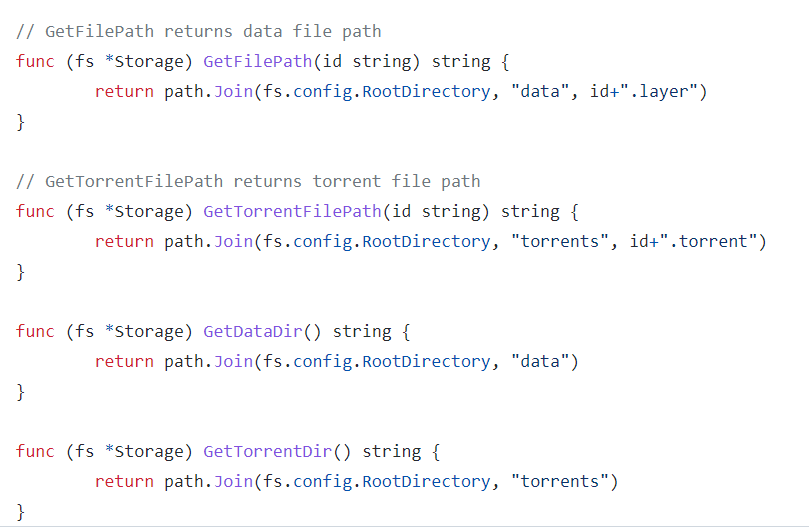 // GetFilePath returns data file path
func (fs *Storage) GetFilePath(id string) string {
return path.Join(fs.config.RootDirectory, "data", id+".layer")
}
// GetTorrentFilePath returns torrent file path
func (fs *Storage) GetTorrentFilePath(id string) string {
return path.Join(fs.config.RootDirectory, "torrents", id+".torrent")
}
func (fs *Storage) GetDataDir() string {
return path.Join(fs.config.RootDirectory, "data")
}
func (fs *Storage) GetTorrentDir() string {
return path.Join(fs.config.RootDirectory, "torrents")
}